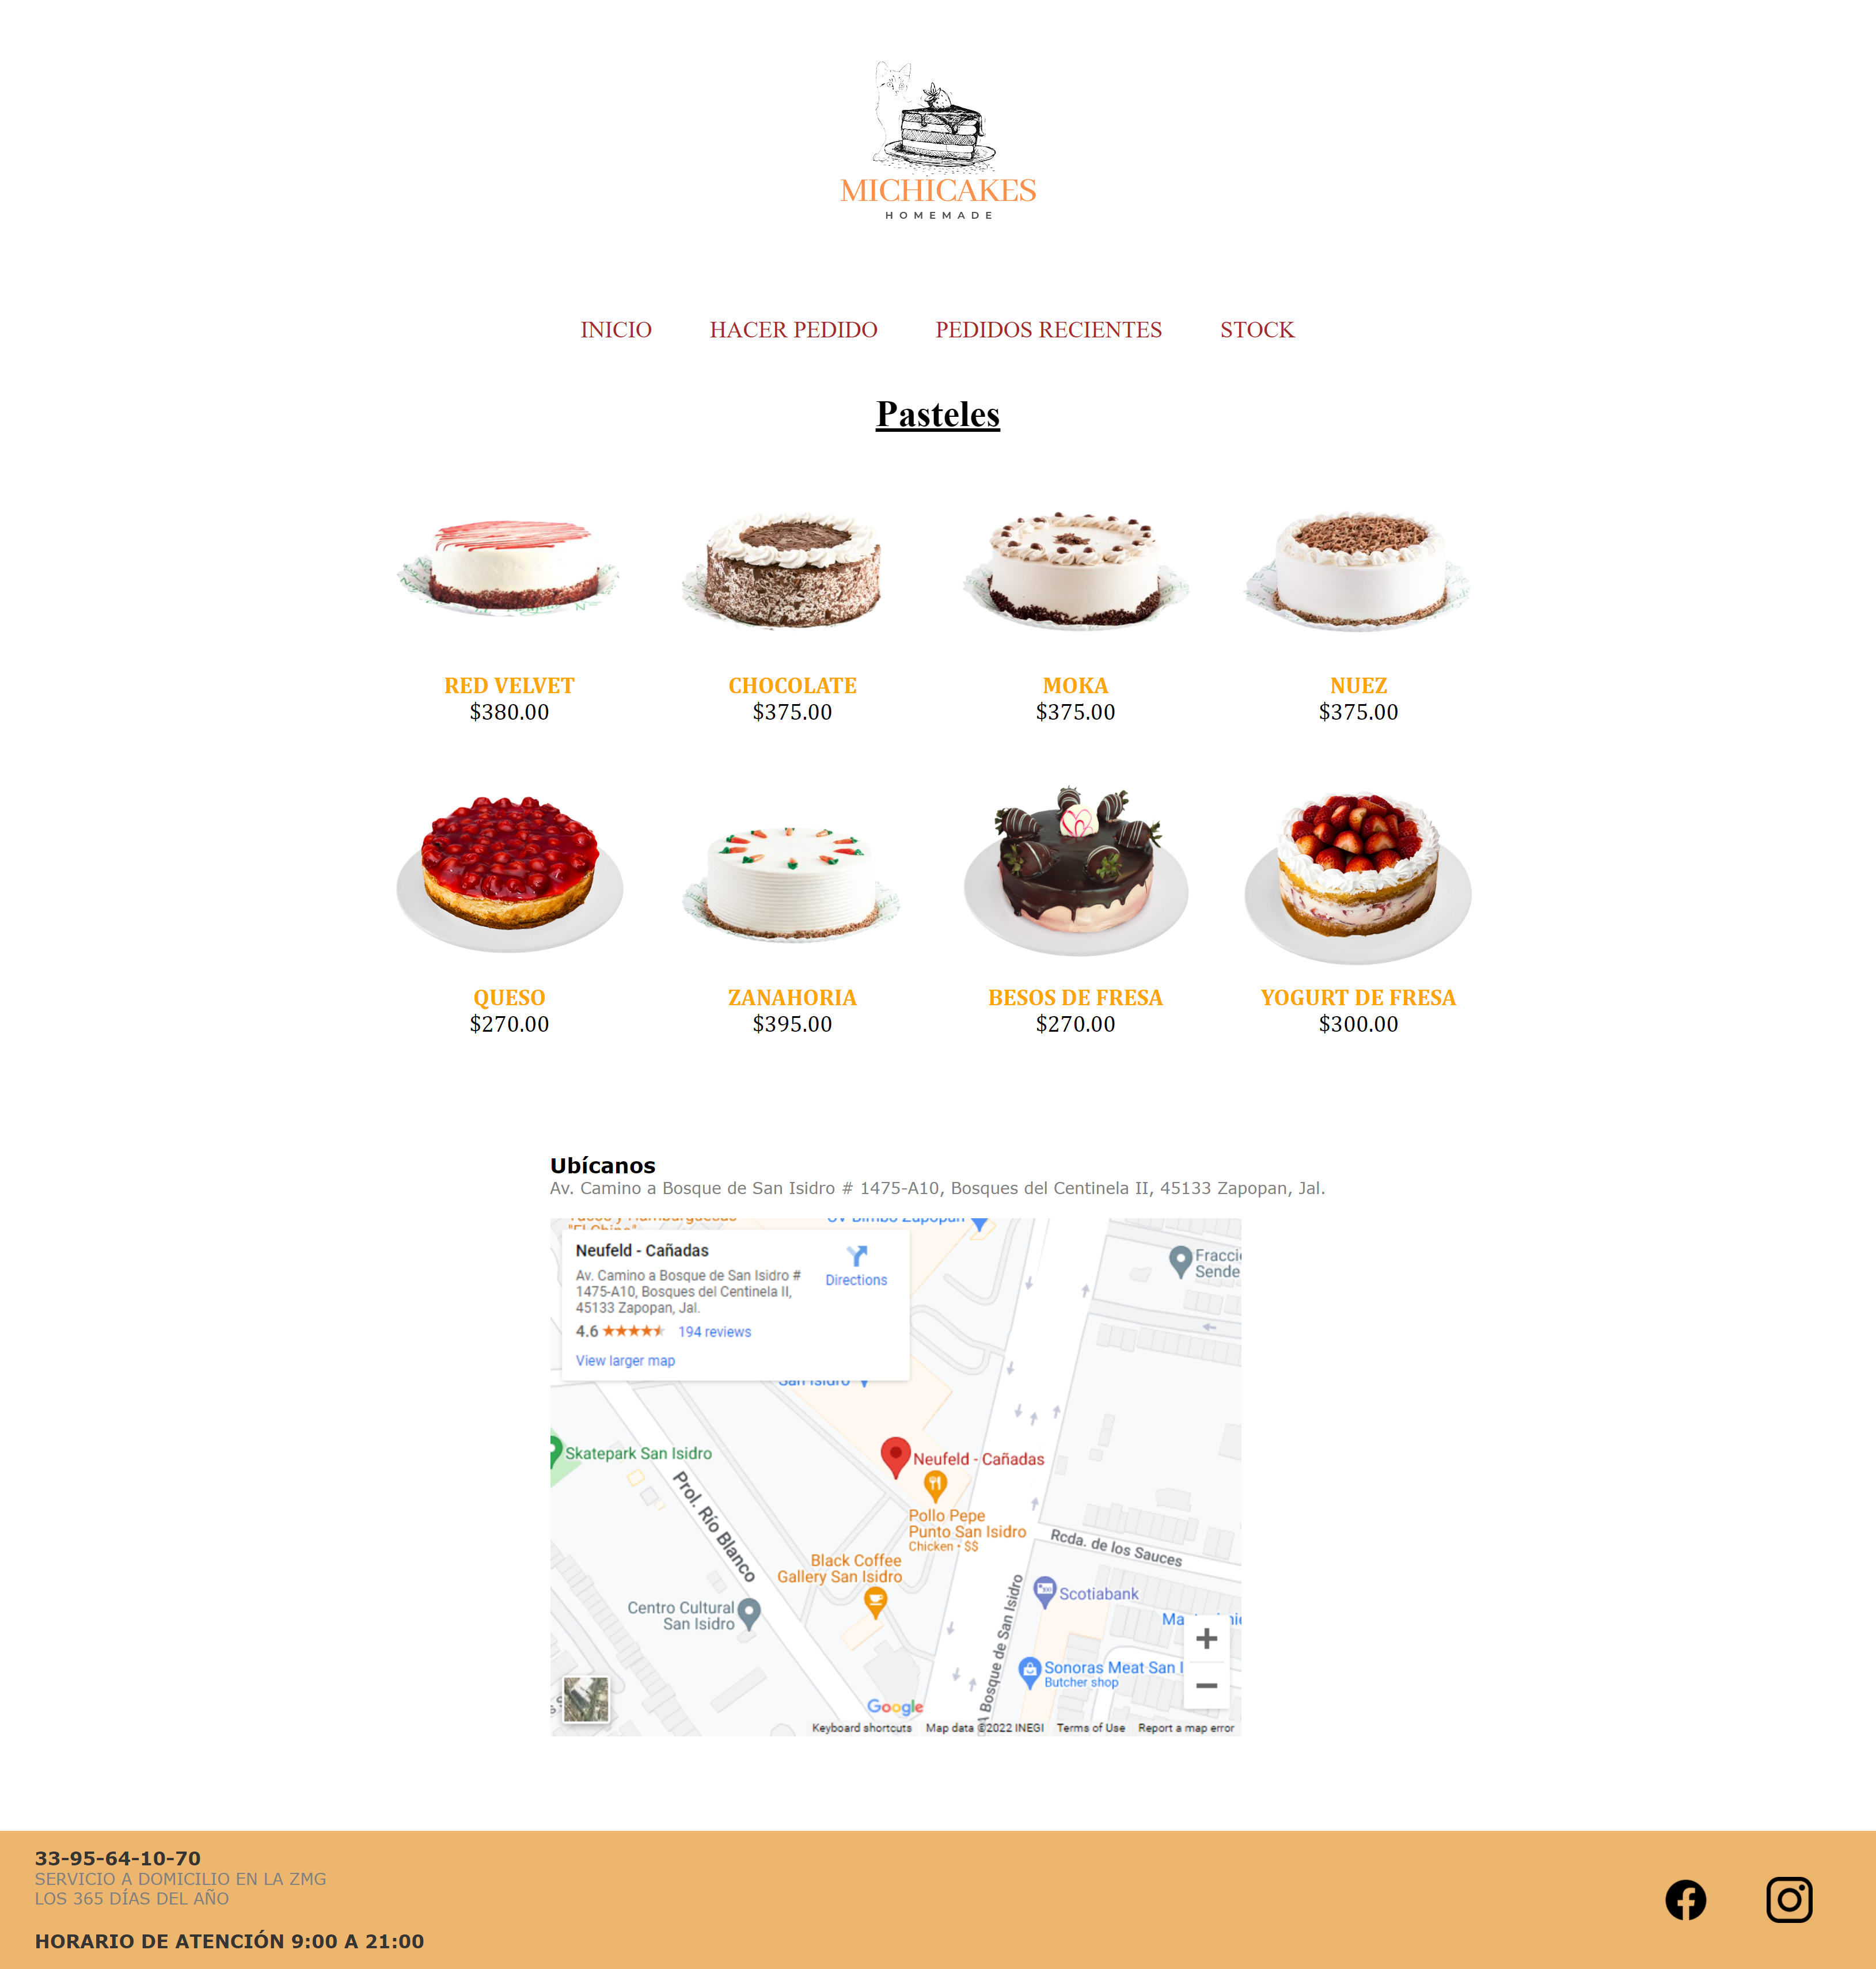 MICHICAKES
HOMEMADE
INICIO HACER PEDIDO PEDIDOS RECIENTES STOCK
Pasteles
RED VELVET CHOCOLATE MOKA NUEZ
$380.00 $375.00 $375.00 $375.00
QUESO ZANAHORIA BESOS DE FRESA YOGURT DE FRESA
$270.00 $395.00 $270.00 $300.00
Ubícanos
Av. Camino a Bosque de San Isidro # 1475-A10, Bosques del Centinela II, 45133 Zapopan, Jal.
Neufeld - Cañadas
Directions
Av. Camino a Bosque de San Isidro #
1475-A10, Bosques del Centinela II,
45133 Zapopan, Jal.
4.6 194 reviews
View larger map
San Isidro
Skatepark San Isidro
Neufeld - Cañadas
Prol. Río Blanco
Pollo Pepe
Punto San Isidro
Chicken • $$
Rcda. de los Sauces
Black Coffee
Gallery San Isidro
Bosque de San Isidro
Scotiabank
Centro Cultural
San Isidro
Sonoras Meat San I
Butcher shop
Google
Keyboard shortcuts Map data ©2022 INEGI Terms of Use Report a map error
33-95-64-10-70
SERVICIO A DOMICILIO EN LA ZMG
LOS 365 DÍAS DEL AÑO
HORARIO DE ATENCIÓN 9:00 A 21:00